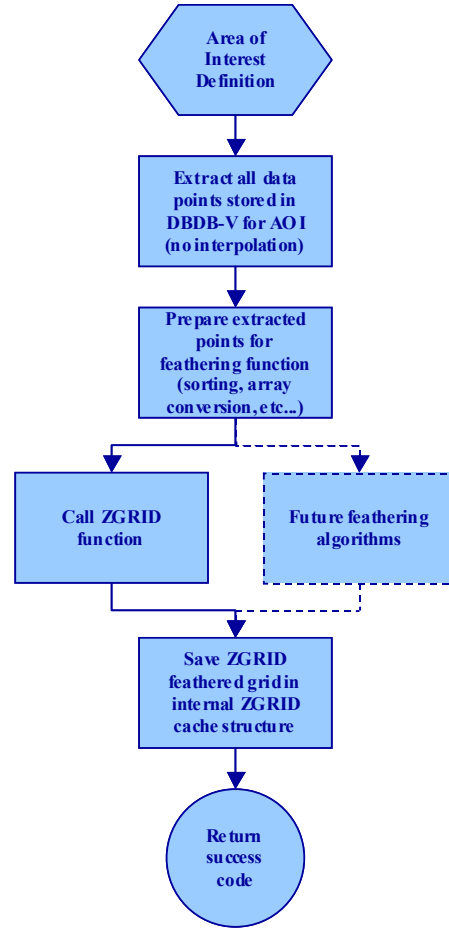 Area of
Interest
Definition
Extract all data
points stored in
DBDB-V for AOI
(no interpolation)
Prepare extracted
points for
feathering function
(sorting, array
conversion, etc...)
Call ZGRID
function
Future feathering
algorithms
Save ZGRID
feathered grid in
internal ZGRID
cache structure
Return
success
code